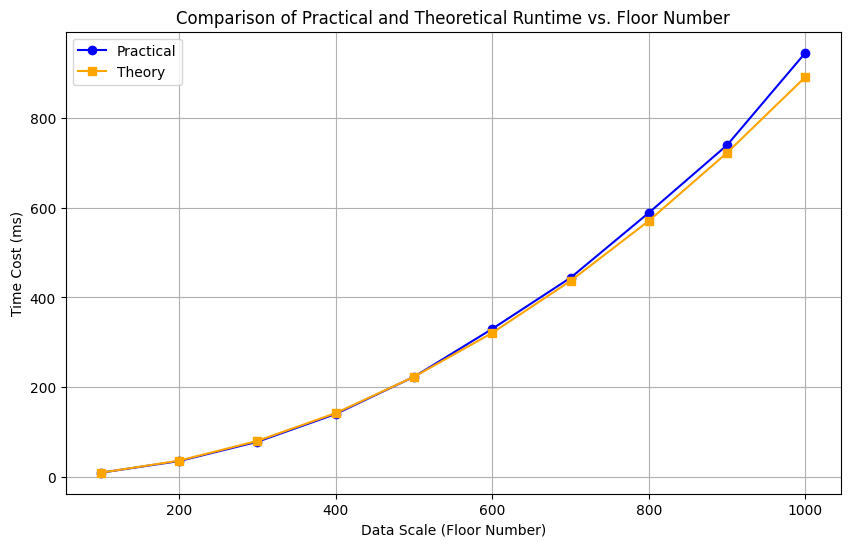 Comparison of Practical and Theoretical Runtime vs. Floor Number
Practical
Theory
Time Cost (ms)
800
600
400
200
0
200
400
600
800
1000
Data Scale (Floor Number)